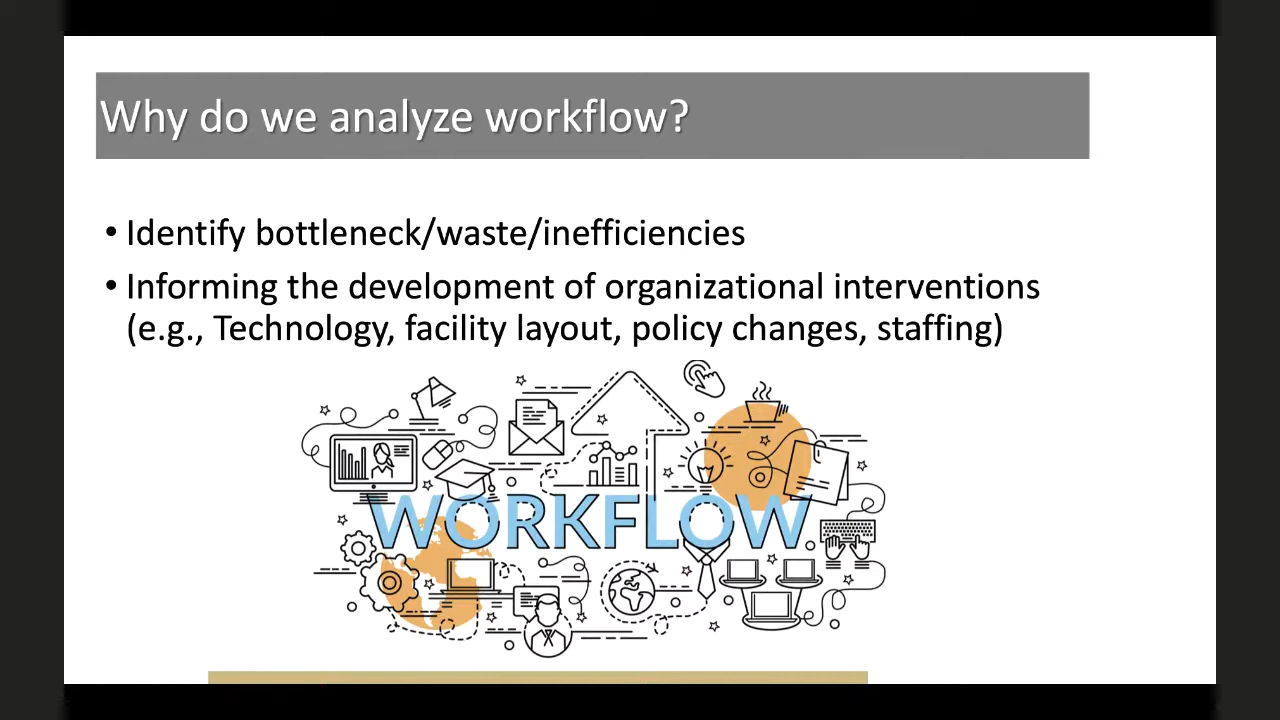 Why do we analyze workflow?
• Identify bottleneck/waste/inefficiencies
• Informing the development of organizational interventions
(e.g., Technology, facility layout, policy changes, staffing)
WORKFLOW